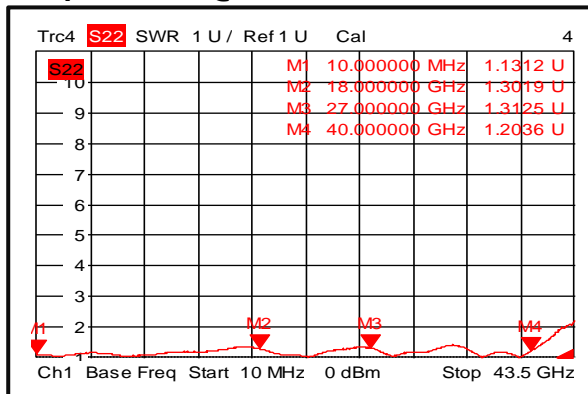 Trc4 S22 SWR 1 U / Ref 1 U Cal 4
S22
M1 10.000000 MHz 1.1312 U
M2 18.000000 GHz 1.3019 U
M3 27.000000 GHz 1.3125 U
M4 40.000000 GHz 1.2036 U
10
9
8
7
6
5
4
3
2
1
M1 M2 M3 M4
Ch1 Base Freq Start 10 MHz 0 dBm Stop 43.5 GHz